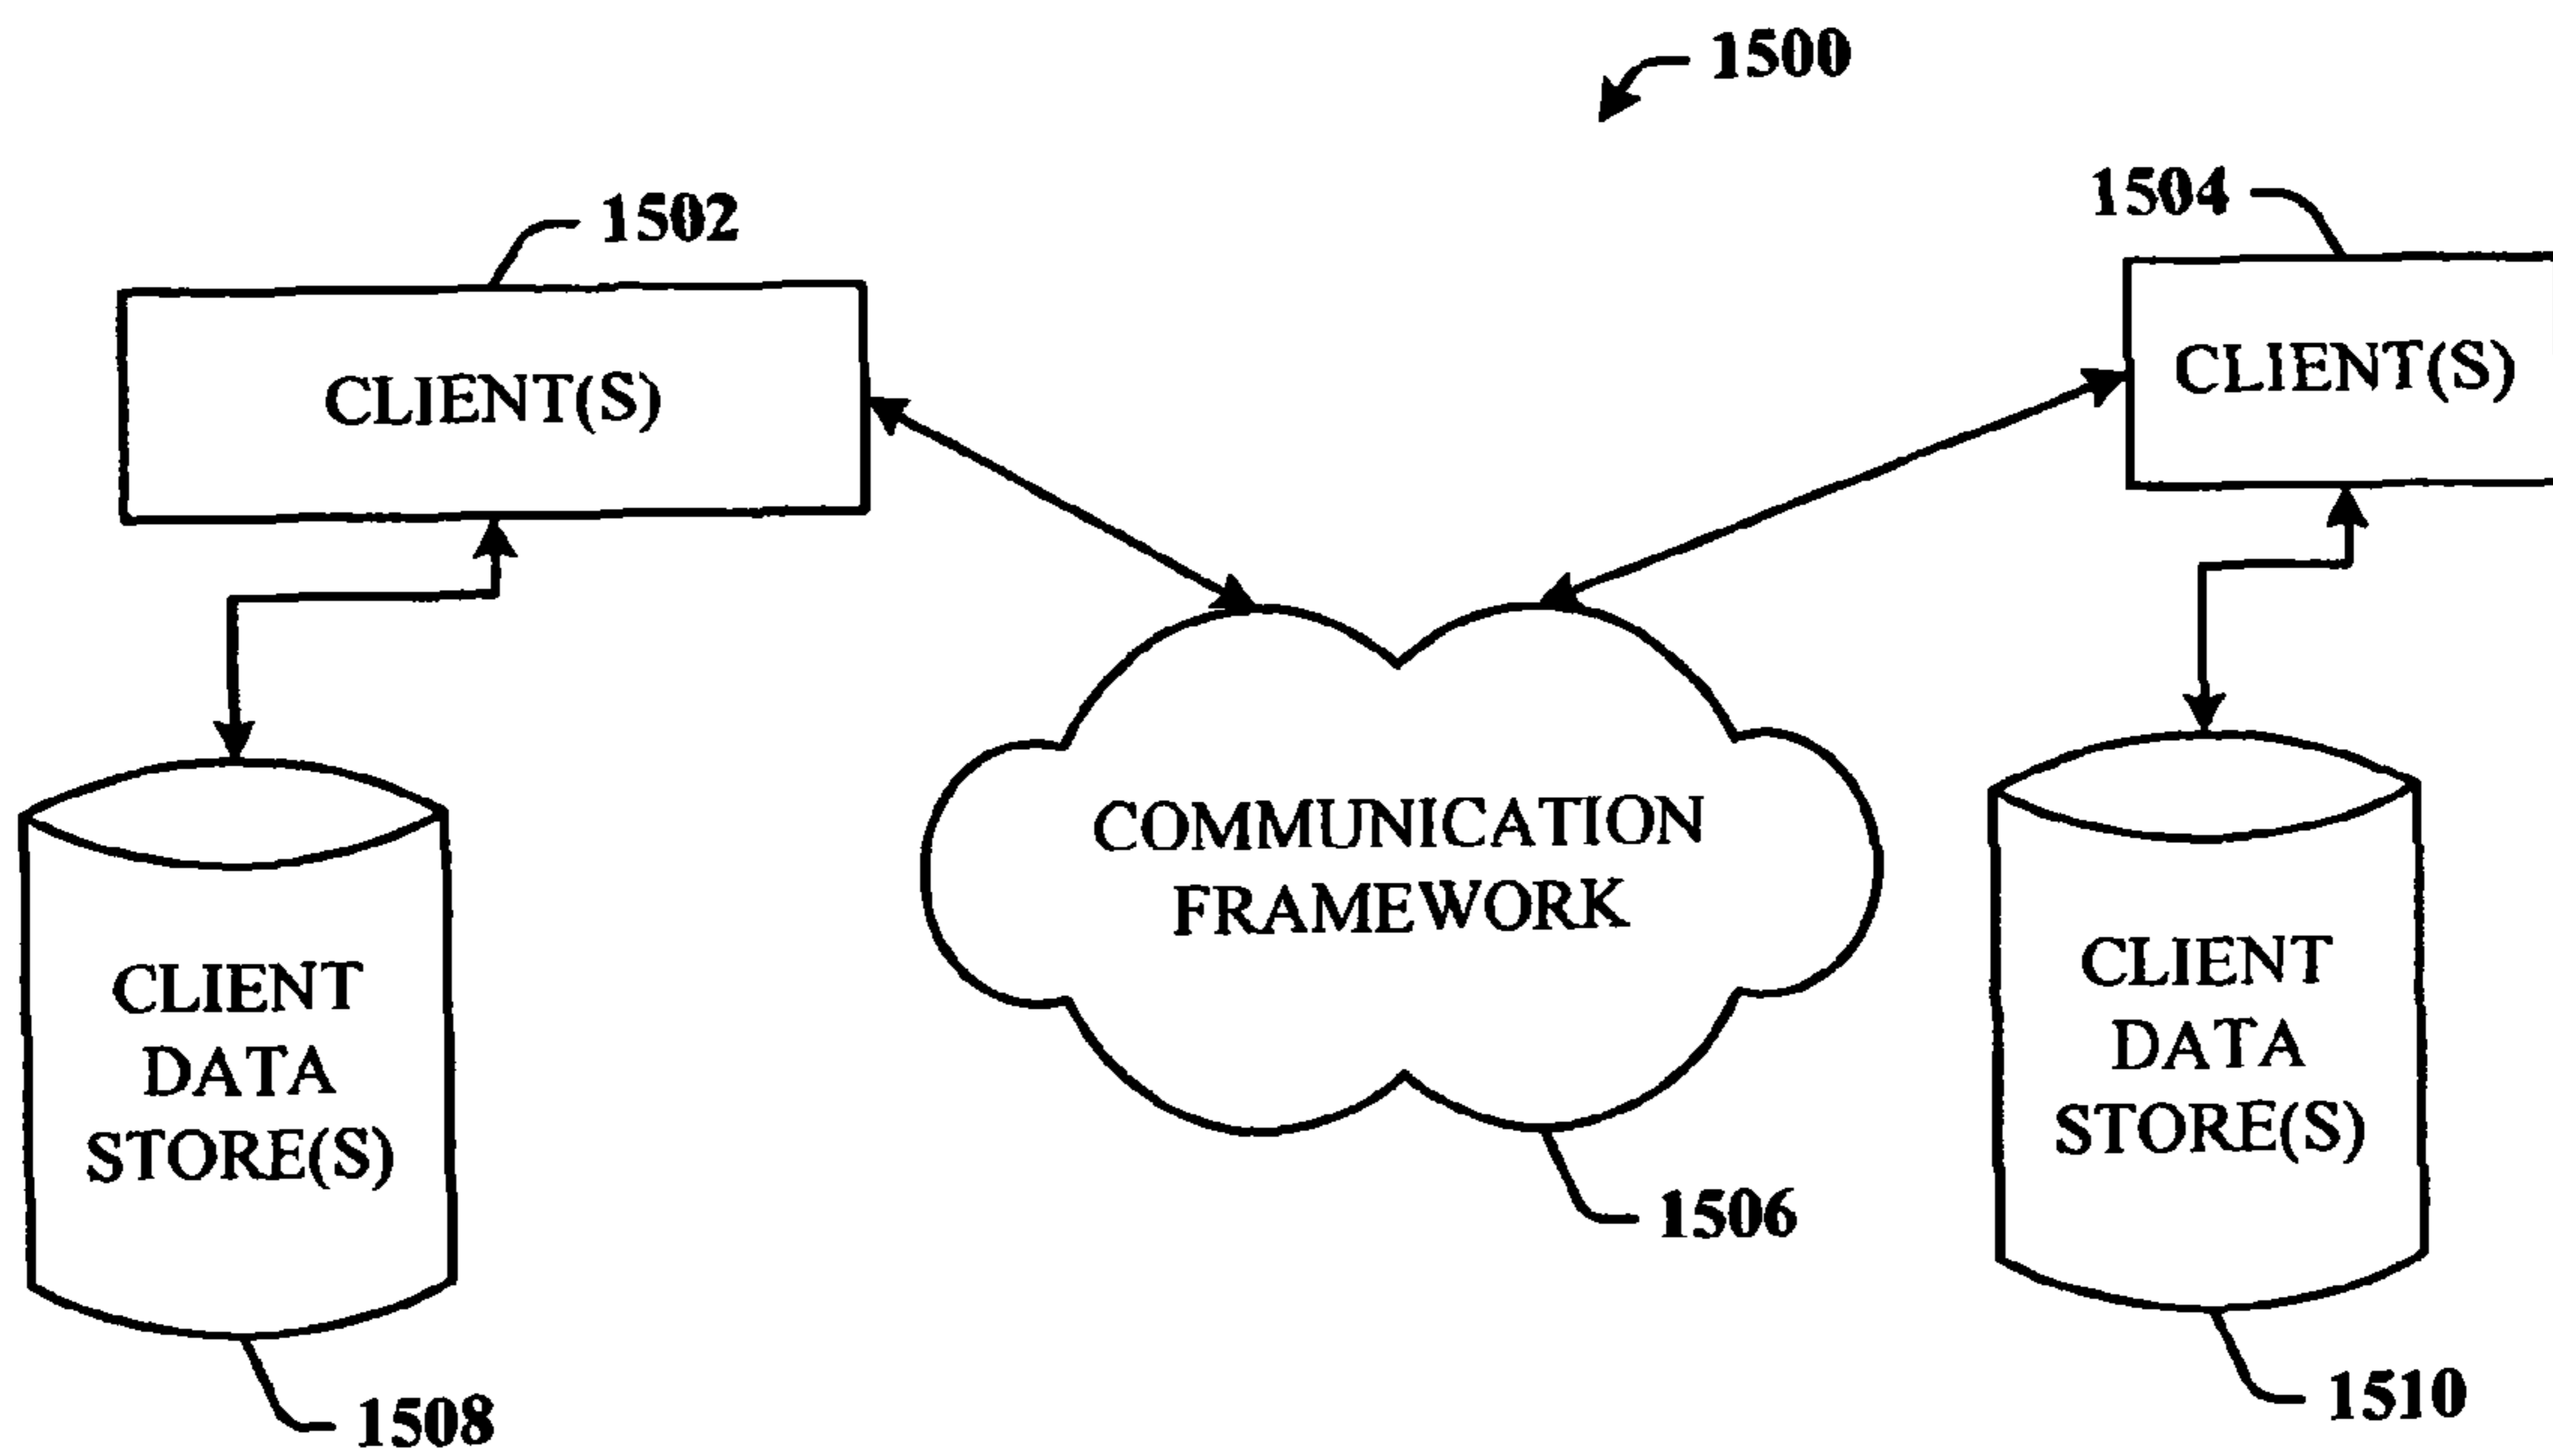 1500
1502
1504
CLIENT(S)
CLIENT(S)
COMMUNICATION
FRAMEWORK
CLIENT
DATA
STORE(S)
CLIENT
DATA
STORE(S)
1506
1508
1510